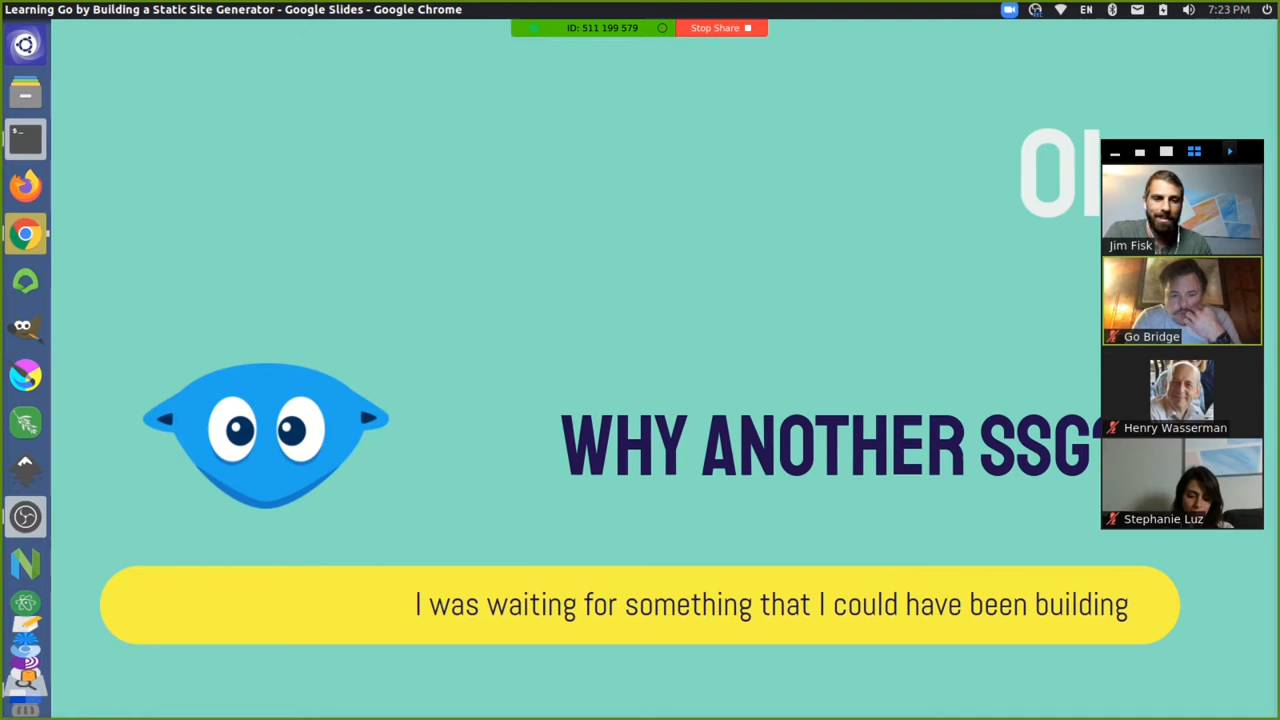 Learning Go by Building a Static Site Generator - Google Slides - Google Chrome
EN
7:23 PM
ID: 511 199 579
Stop Share
Jim Fisk
Go Bridge
WHY ANOTHER SSG?
Henry Wasserman
Stephanie Luz
I was waiting for something that I could have been building